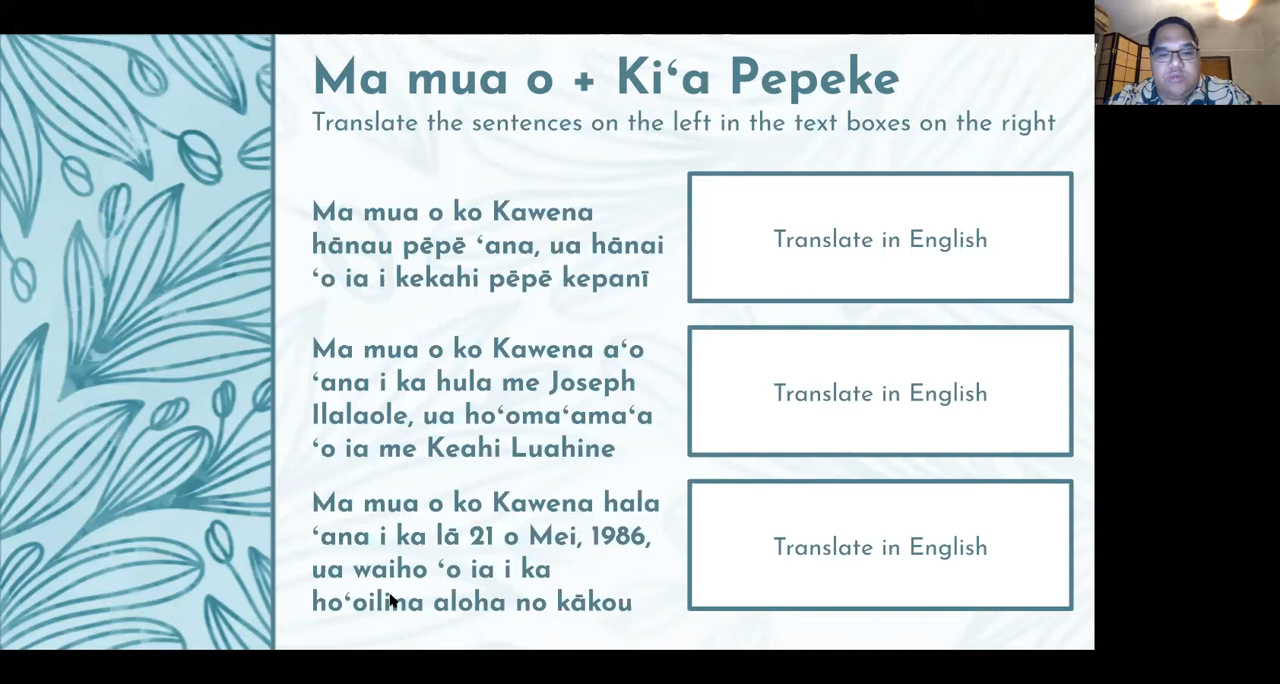 Ma mua o + Kiʻa Pepeke
Translate the sentences on the left in the text boxes on the right
Ma mua o ko Kawena
hānau pēpē ʻana, ua hānai
ʻo ia i kekahi pēpē kepanī
Translate in English
Ma mua o ko Kawena aʻo
ʻana i ka hula me Joseph
Ilalaole, ua hoʻomaʻamaʻa
ʻo ia me Keahi Luahine
Translate in English
Ma mua o ko Kawena hala
ʻana i ka lā 21 o Mei, 1986,
ua waiho ʻo ia i ka
hoʻoilina aloha no kākou
Translate in English